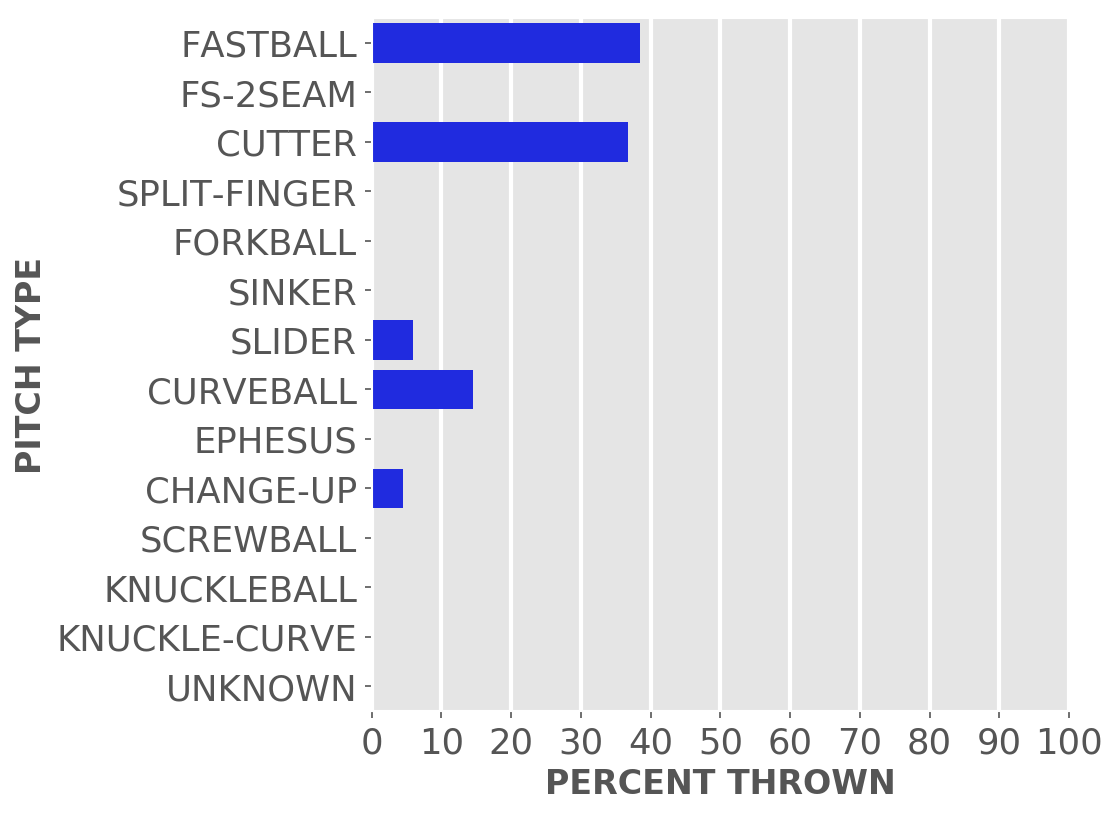 FASTBALL
FS-2SEAM
CUTTER
SPLIT-FINGER
FORKBALL
SINKER
SLIDER
CURVEBALL
EPHESUS
CHANGE-UP
SCREWBALL
KNUCKLEBALL
KNUCKLE-CURVE
UNKNOWN
PITCH TYPE
0 10 20 30 40 50 60 70 80 90 100
PERCENT THROWN